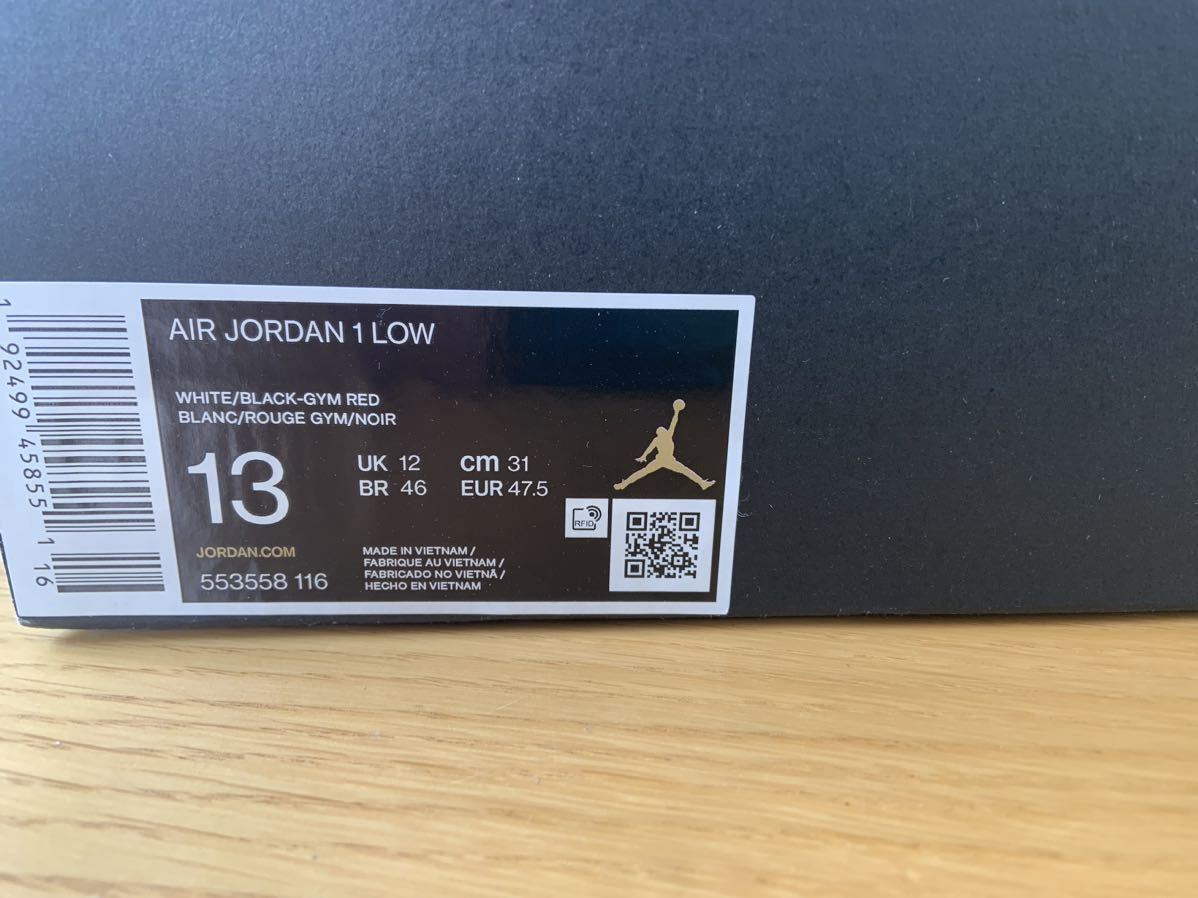 AIR JORDAN 1 LOW
WHITE/BLACK-GYM RED
BLANC/ROUGE GYM/NOIR
13
UK 12 cm 31
BR 46 EUR 47.5
RFID
JORDAN.COM
553558 116
MADE IN VIETNAM /
FABRIQUE AU VIETNAM /
FABRICADO NO VIETNÃ /
HECHO EN VIETNAM
1 92499 45855 1 16